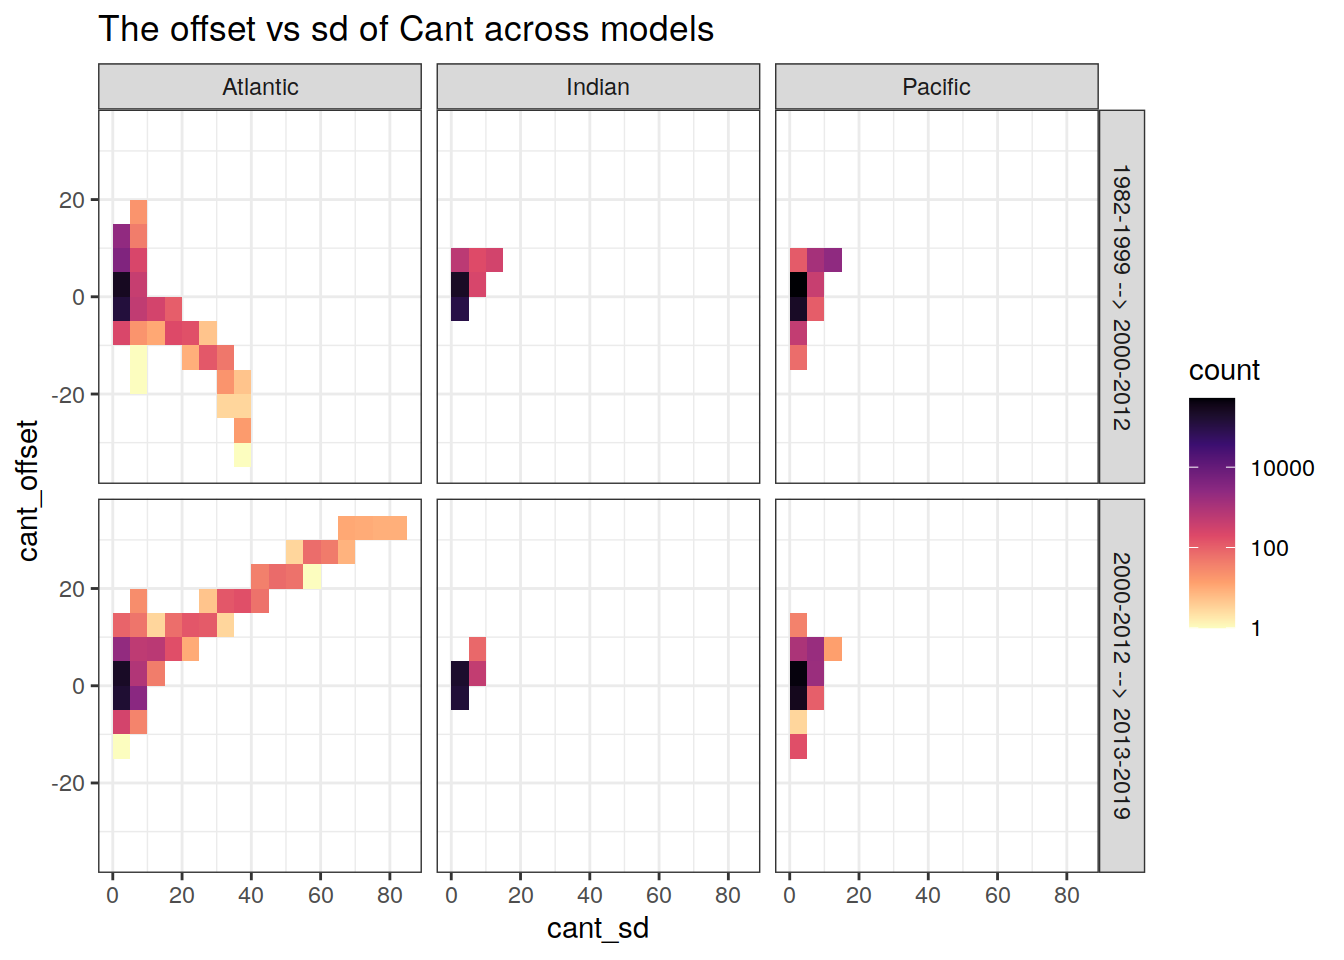 The offset vs sd of Cant across models
Atlantic
Indian
Pacific
20
0
-20
1982-1999 --> 2000-2012
20
0
-20
2000-2012 --> 2013-2019
cant_offset
0 20 40 60 80
0 20 40 60 80
0 20 40 60 80
cant_sd
count
10000
100
1